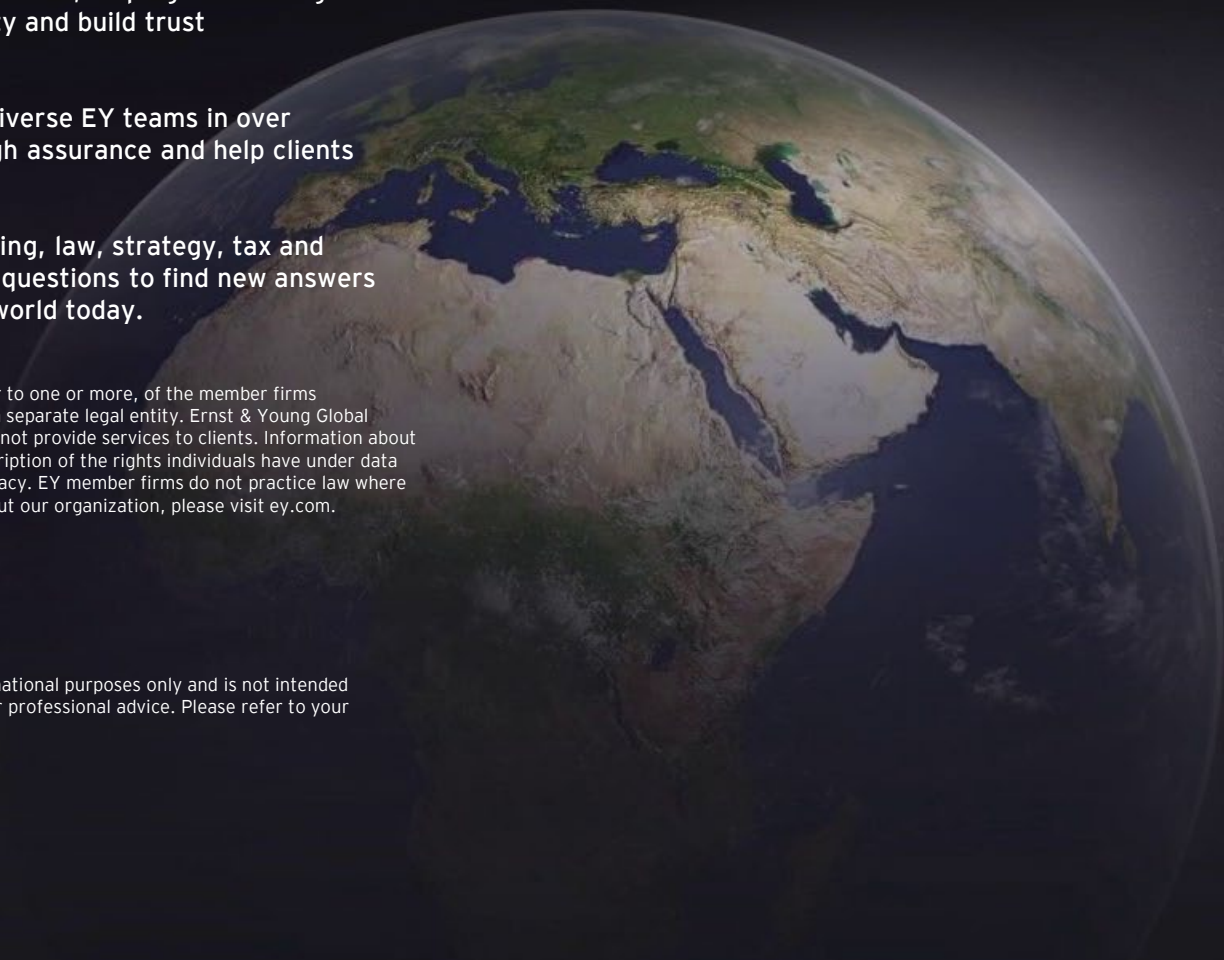 ty and build trust
iverse EY teams in over
gh assurance and help clients
ing, law, strategy, tax and
questions to find new answers
world today.
to one or more, of the member firms
separate legal entity. Ernst & Young Global
not provide services to clients. Information about
ription of the rights individuals have under data
acy. EY member firms do not practice law where
ut our organization, please visit ey.com.
national purposes only and is not intended
r professional advice. Please refer to your